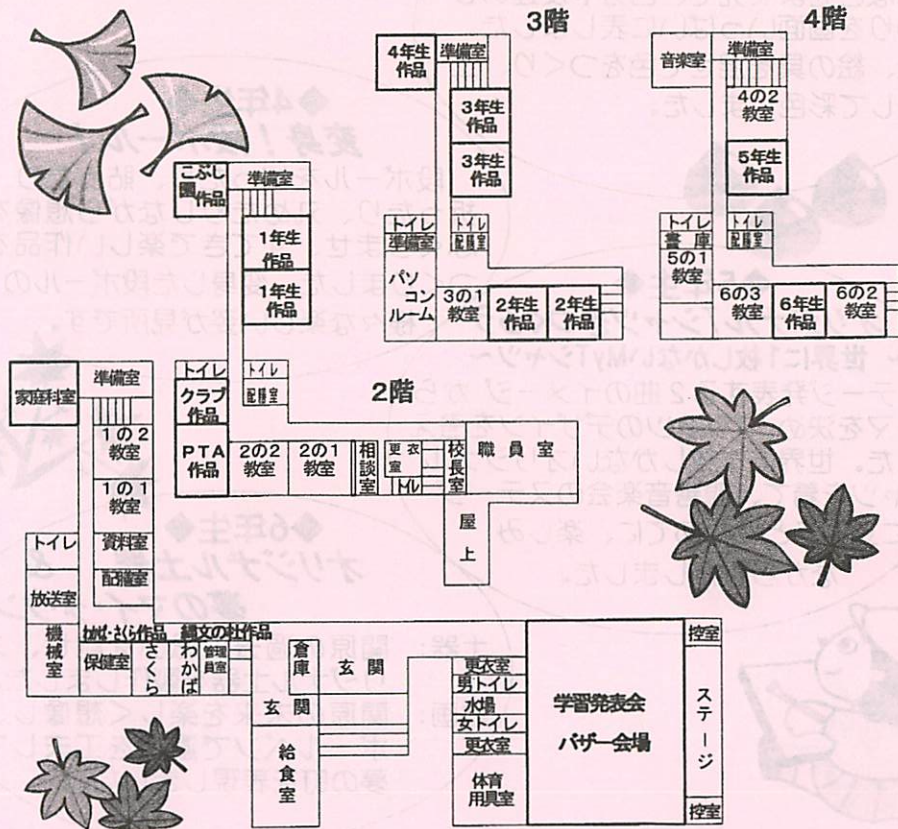 3階
4年生
作品
準備室
3年生
作品
3年生
作品
トイレ
準備室
トイレ
配膳室
パソ
コン
ルーム
3の1
教室
2年生
作品
2年生
作品
4階
音楽室
準備室
4の2
教室
5年生
作品
トイレ
書庫
トイレ
配膳室
5の1
教室
6の3
教室
6年生
作品
6の2
教室
こぶし
園 作品
準備室
1年生
作品
1年生
作品
トイレ
クラブ
作品
トイレ
配膳室
2階
PTA
作品
2の2
教室
2の1
教室
相談室
更衣
室
トイレ
校長室
職員室
屋上
家庭科室
準備室
1の2
教室
1の1
教室
トイレ
資料室
放送室
配膳室
機械室
わかば・さくら作品 縄文の杜作品
保健室
さくら
わかば
管理
員室
倉庫
玄関
玄関
給食室
更衣室
男トイレ
水場
女トイレ
更衣室
体育
用具室
学習発表会
バザー会場
控室
ステージ
控室